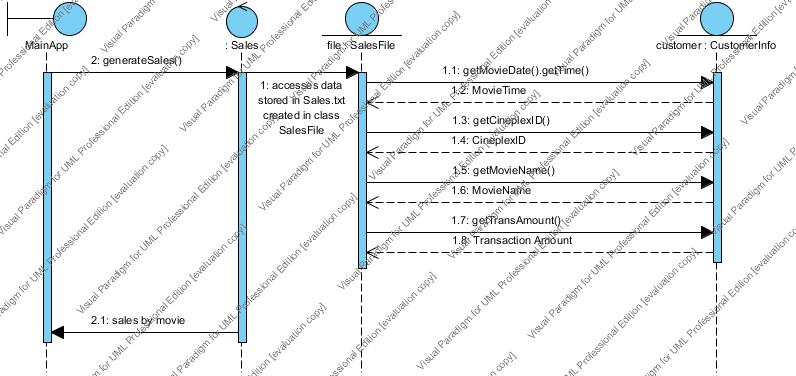 MainApp
: Sales
file : SalesFile
customer : CustomerInfo
2: generateSales()
1: accesses data
stored in Sales.txt
created in class
SalesFile
1.1: getMovieDate().getTime()
1.2: MovieTime
1.3: getCineplexID()
1.4: CineplexID
1.5: getMovieName()
1.6: MovieName
1.7: getTransAmount()
1.8: Transaction Amount
2.1: sales by movie
Visual Paradigm for UML Professional Edition [evaluation copy]